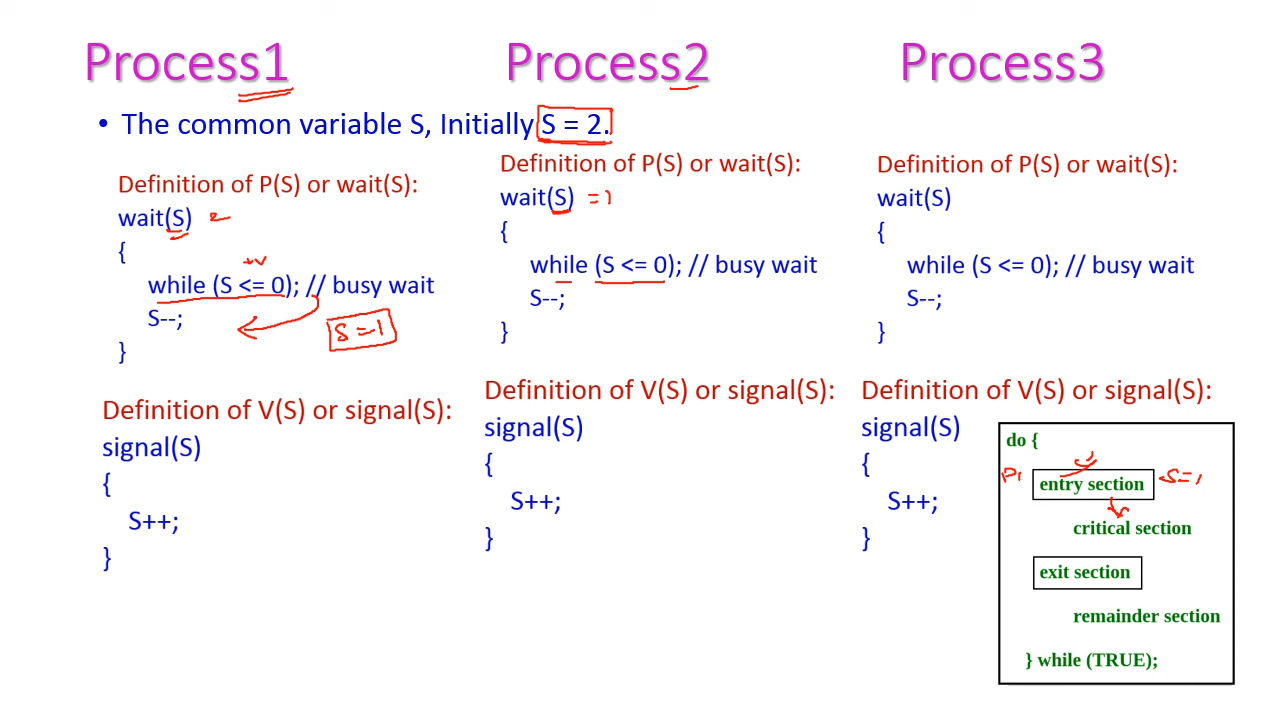 Process1
Process2
Process3
• The common variable S, Initially S = 2.
Definition of P(S) or wait(S):
wait(S)
{
while (S <= 0); // busy wait
S--;
S=1
}
Definition of V(S) or signal(S):
signal(S)
{
S++;
}
Definition of P(S) or wait(S):
wait(S) =1
{
while (S <= 0); // busy wait
S--;
}
Definition of V(S) or signal(S):
signal(S)
{
S++;
}
Definition of P(S) or wait(S):
wait(S)
{
while (S <= 0); // busy wait
S--;
}
Definition of V(S) or signal(S):
signal(S)
{
S++;
}
do {
P1 entry section S=1
critical section
exit section
remainder section
} while (TRUE);